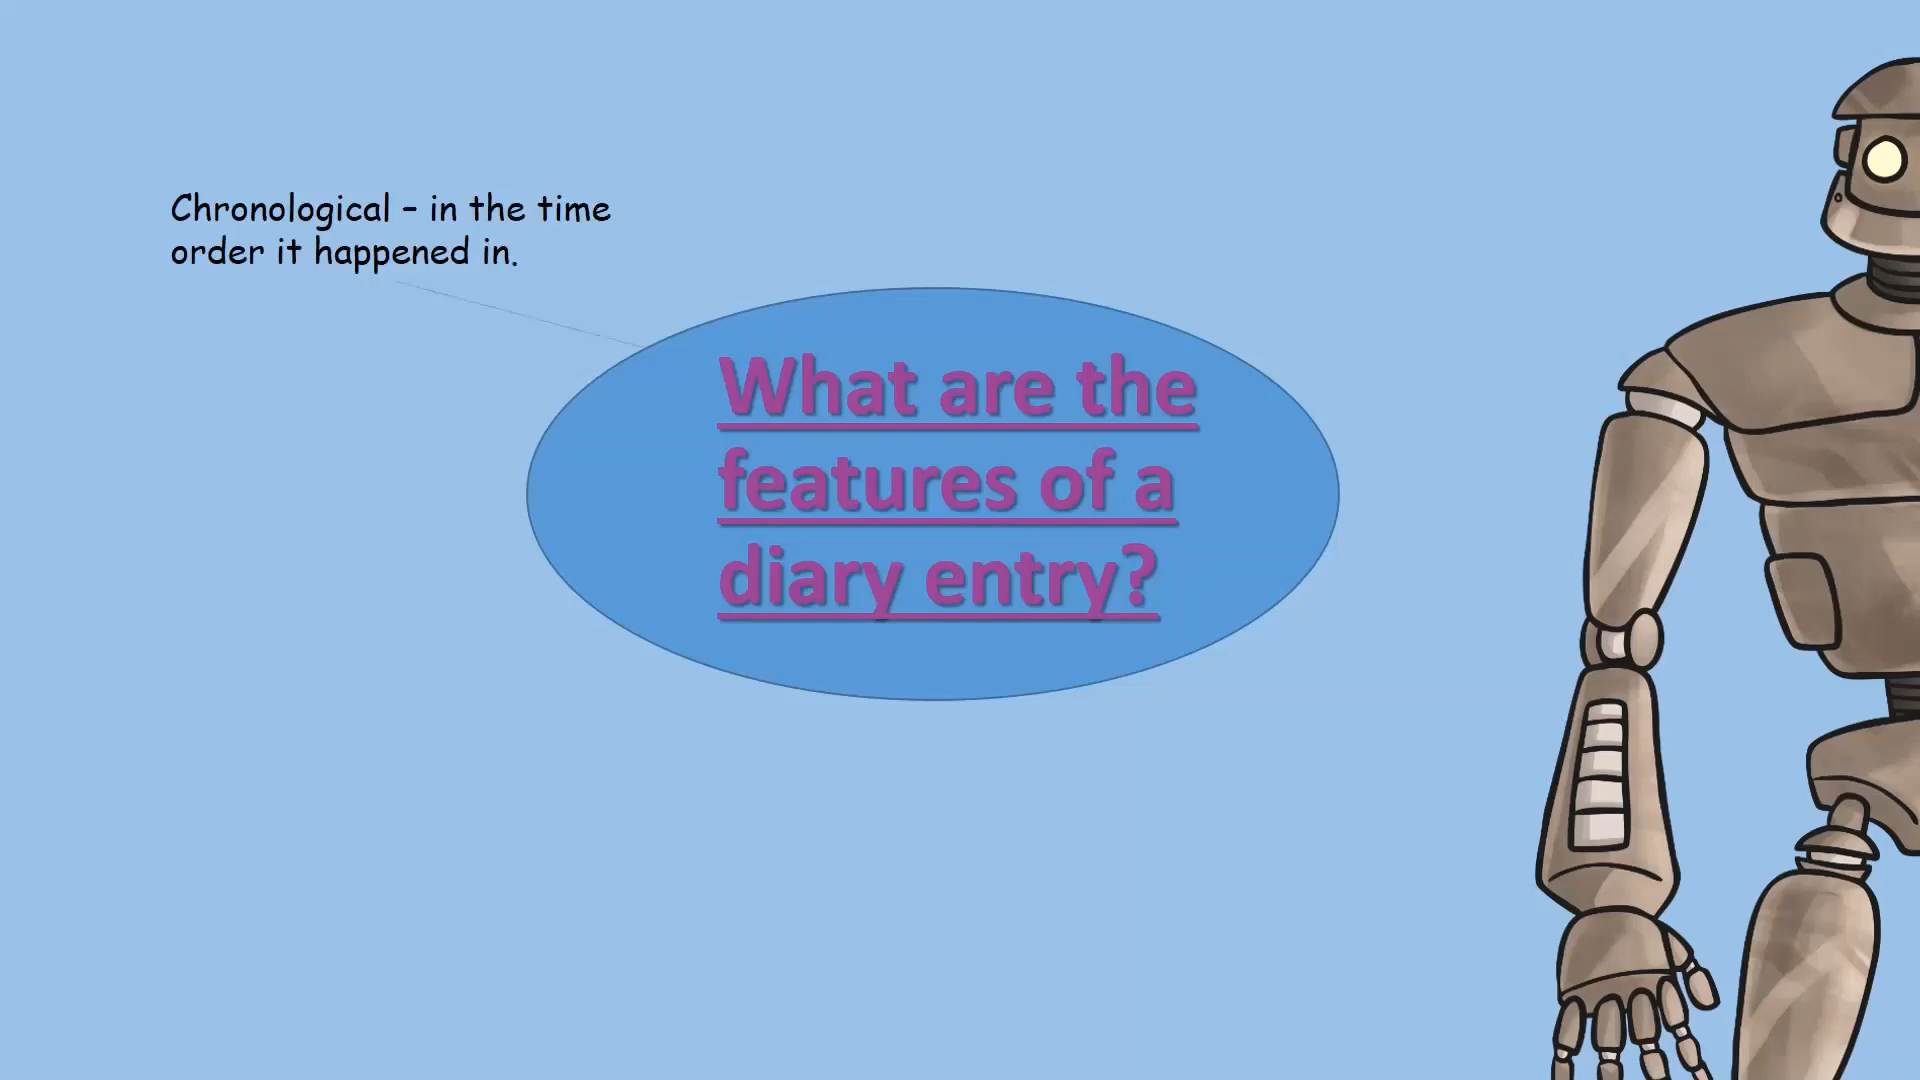 Chronological – in the time
order it happened in.
What are the
features of a
diary entry?